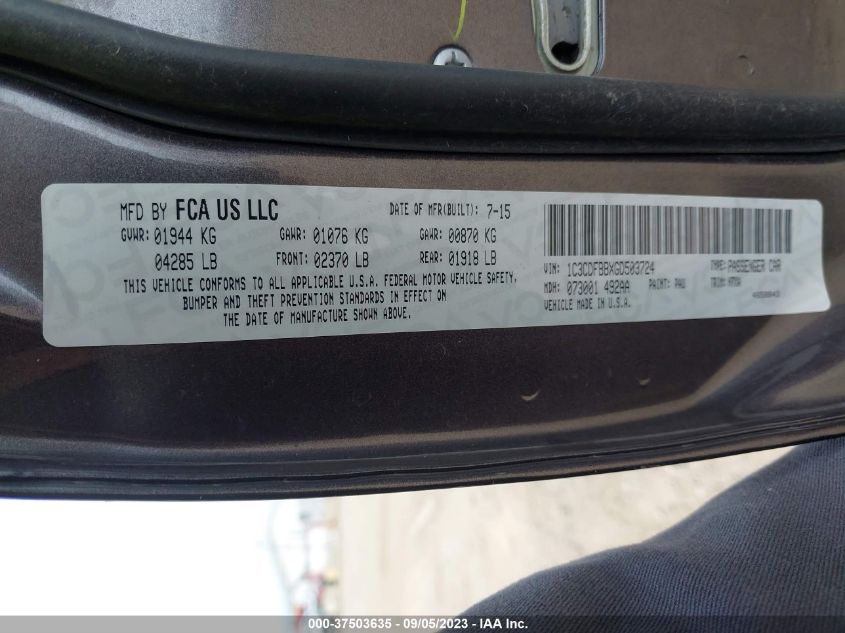 MFD BY FCA US LLC
DATE OF MFR(BUILT): 7-15
GVWR: 01944 KG
GAWR: 01076 KG
GAWR: 00870 KG
04285 LB
FRONT: 02370 LB
REAR: 01918 LB
THIS VEHICLE CONFORMS TO ALL APPLICABLE U.S.A. FEDERAL MOTOR VEHICLE SAFETY,
BUMPER AND THEFT PREVENTION STANDARDS IN EFFECT ON
THE DATE OF MANUFACTURE SHOWN ABOVE.
VIN: 1C3CDFBBXGD503724
TYPE: PASSENGER CAR
MDH: 073001 492AA
PAINT: PAU
TRIM:
VEHICLE MADE IN U.S.A.
000-37503635 - 09/05/2023 - IAA Inc.